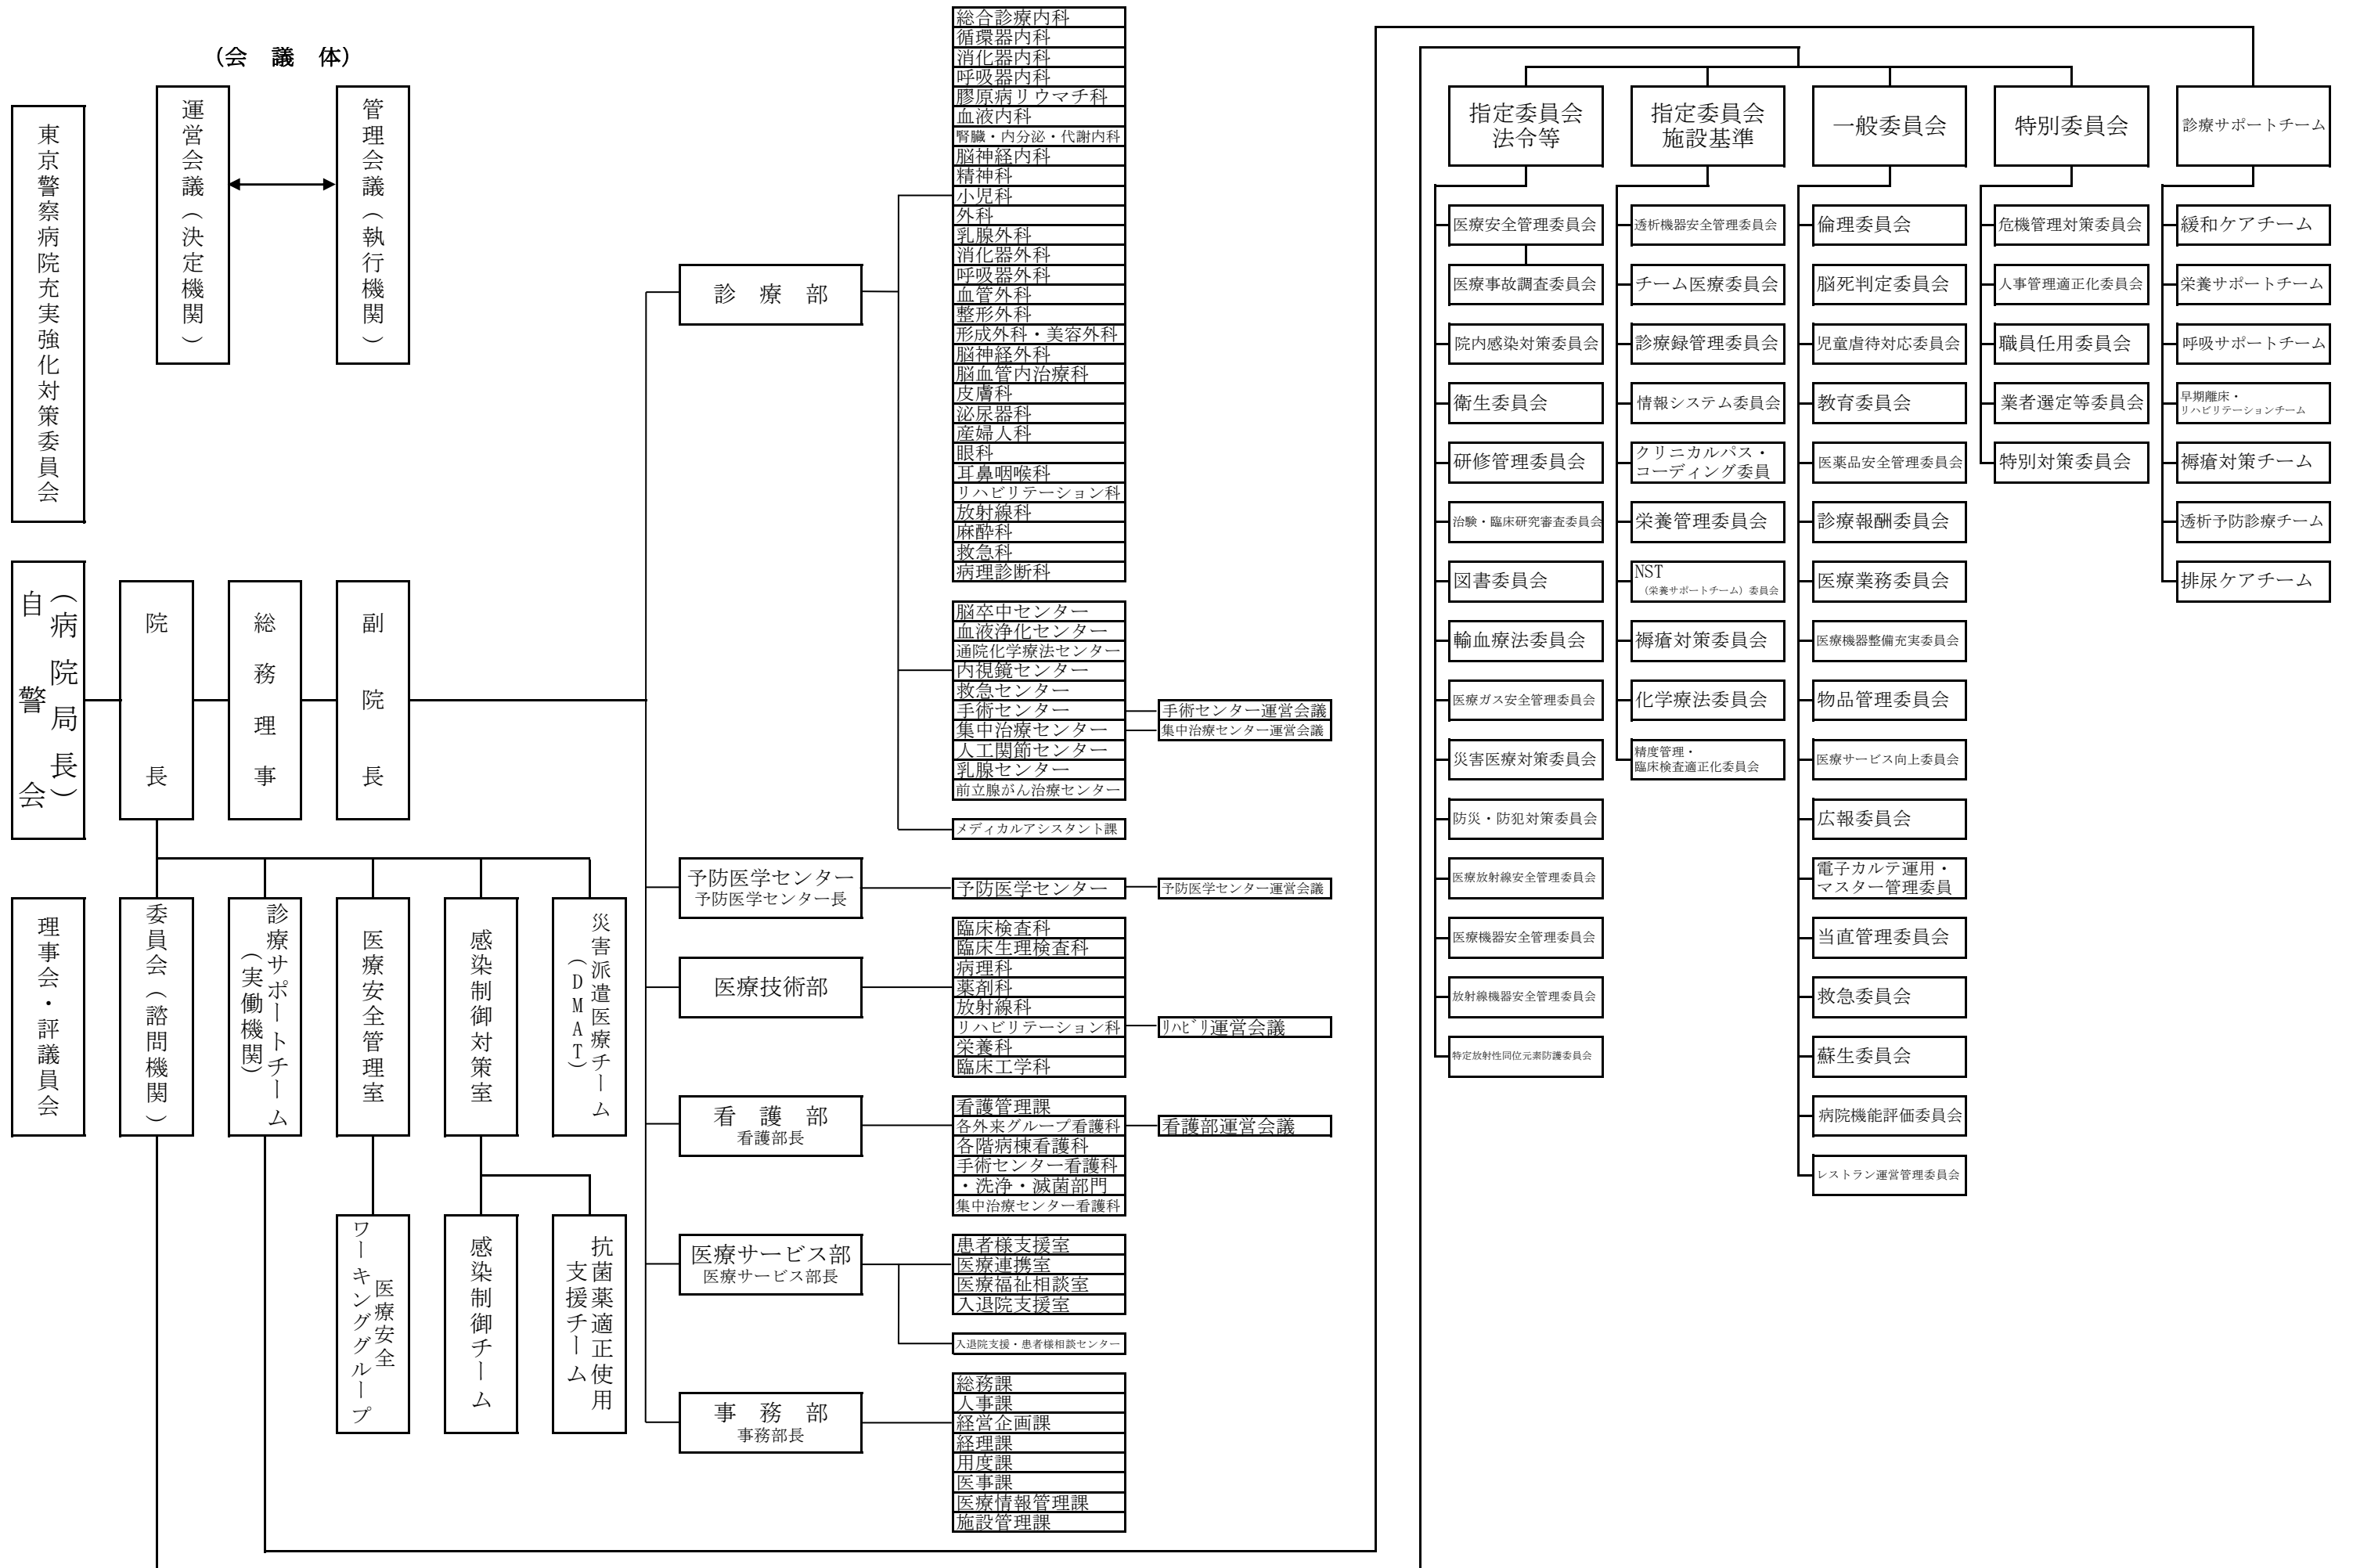 （会　議　体）
東京警察病院充実強化対策委員会
運営会議（決定機関）
管理会議（執行機関）
自警会
（病院局長）
院長
総務理事
副院長
理事会・評議員会
委員会（諮問機関）
診療サポートチーム
（実働機関）
医療安全管理室
感染制御対策室
災害派遣医療チーム
（DMAT）
医療安全
ワーキンググループ
感染制御チーム
抗菌薬適正使用
支援チーム
診　療　部
総合診療内科
循環器内科
消化器内科
呼吸器内科
膠原病リウマチ科
血液内科
腎臓・内分泌・代謝内科
脳神経内科
精神科
小児科
外科
乳腺外科
消化器外科
呼吸器外科
血管外科
整形外科
形成外科・美容外科
脳神経外科
脳血管内治療科
皮膚科
泌尿器科
産婦人科
眼科
耳鼻咽喉科
リハビリテーション科
放射線科
麻酔科
救急科
病理診断科
脳卒中センター
血液浄化センター
通院化学療法センター
内視鏡センター
救急センター
手術センター
集中治療センター
人工関節センター
乳腺センター
前立腺がん治療センター
手術センター運営会議
集中治療センター運営会議
メディカルアシスタント課
予防医学センター
予防医学センター長
予防医学センター
予防医学センター運営会議
医療技術部
臨床検査科
臨床生理検査科
病理科
薬剤科
放射線科
リハビリテーション科
栄養科
臨床工学科
ﾘﾊﾋﾞﾘ運営会議
看　護　部
看護部長
看護管理課
各外来グループ看護科
各階病棟看護科
手術センター看護科
・洗浄・滅菌部門
集中治療センター看護科
看護部運営会議
医療サービス部
医療サービス部長
患者様支援室
医療連携室
医療福祉相談室
入退院支援室
入退院支援・患者様相談センター
事　務　部
事務部長
総務課
人事課
経営企画課
経理課
用度課
医事課
医療情報管理課
施設管理課
指定委員会
法令等
医療安全管理委員会
医療事故調査委員会
院内感染対策委員会
衛生委員会
研修管理委員会
治験・臨床研究審査委員会
図書委員会
輸血療法委員会
医療ガス安全管理委員会
災害医療対策委員会
防災・防犯対策委員会
医療放射線安全管理委員会
医療機器安全管理委員会
放射線機器安全管理委員会
特定放射性同位元素防護委員会
指定委員会
施設基準
透析機器安全管理委員会
チーム医療委員会
診療録管理委員会
情報システム委員会
クリニカルパス・
コーディング委員
栄養管理委員会
NST
（栄養サポートチーム）委員会
褥瘡対策委員会
化学療法委員会
精度管理・
臨床検査適正化委員会
一般委員会
倫理委員会
脳死判定委員会
児童虐待対応委員会
教育委員会
医薬品安全管理委員会
診療報酬委員会
医療業務委員会
医療機器整備充実委員会
物品管理委員会
医療サービス向上委員会
広報委員会
電子カルテ運用・
マスター管理委員
当直管理委員会
救急委員会
蘇生委員会
病院機能評価委員会
レストラン運営管理委員会
特別委員会
危機管理対策委員会
人事管理適正化委員会
職員任用委員会
業者選定等委員会
特別対策委員会
診療サポートチーム
緩和ケアチーム
栄養サポートチーム
呼吸サポートチーム
早期離床・
リハビリテーションチーム
褥瘡対策チーム
透析予防診療チーム
排尿ケアチーム